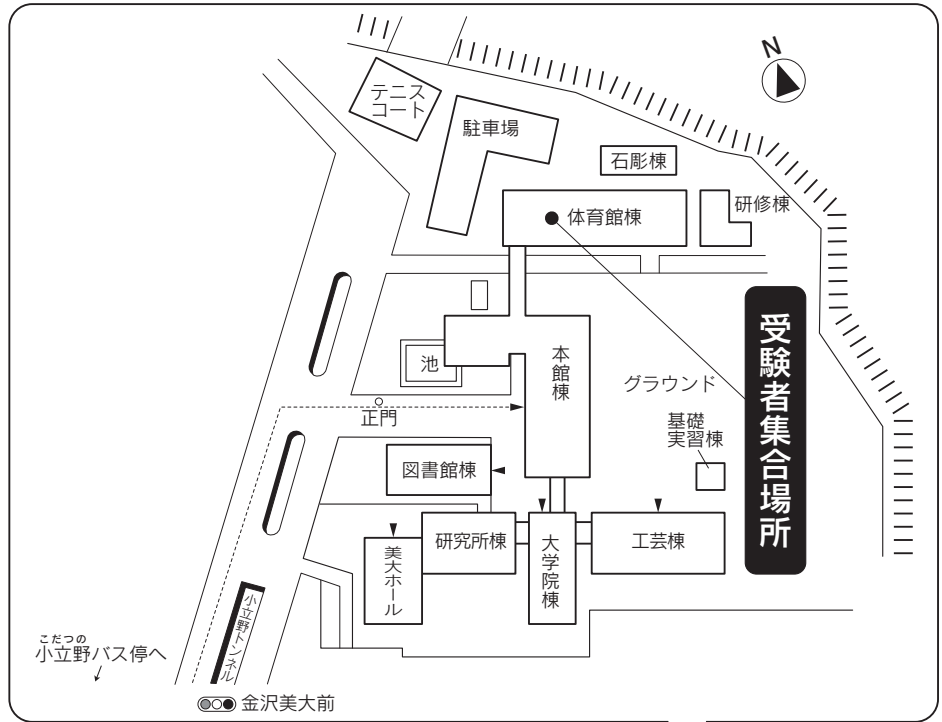 N
テニス
コート
駐車場
石彫棟
体育館棟
研修棟
受験者集合場所
本館棟
池
グラウンド
正門
基礎
実習棟
図書館棟
研究所棟
大学院棟
工芸棟
美大ホール
小立野トンネル
こだつの
小立野バス停へ
金沢美大前